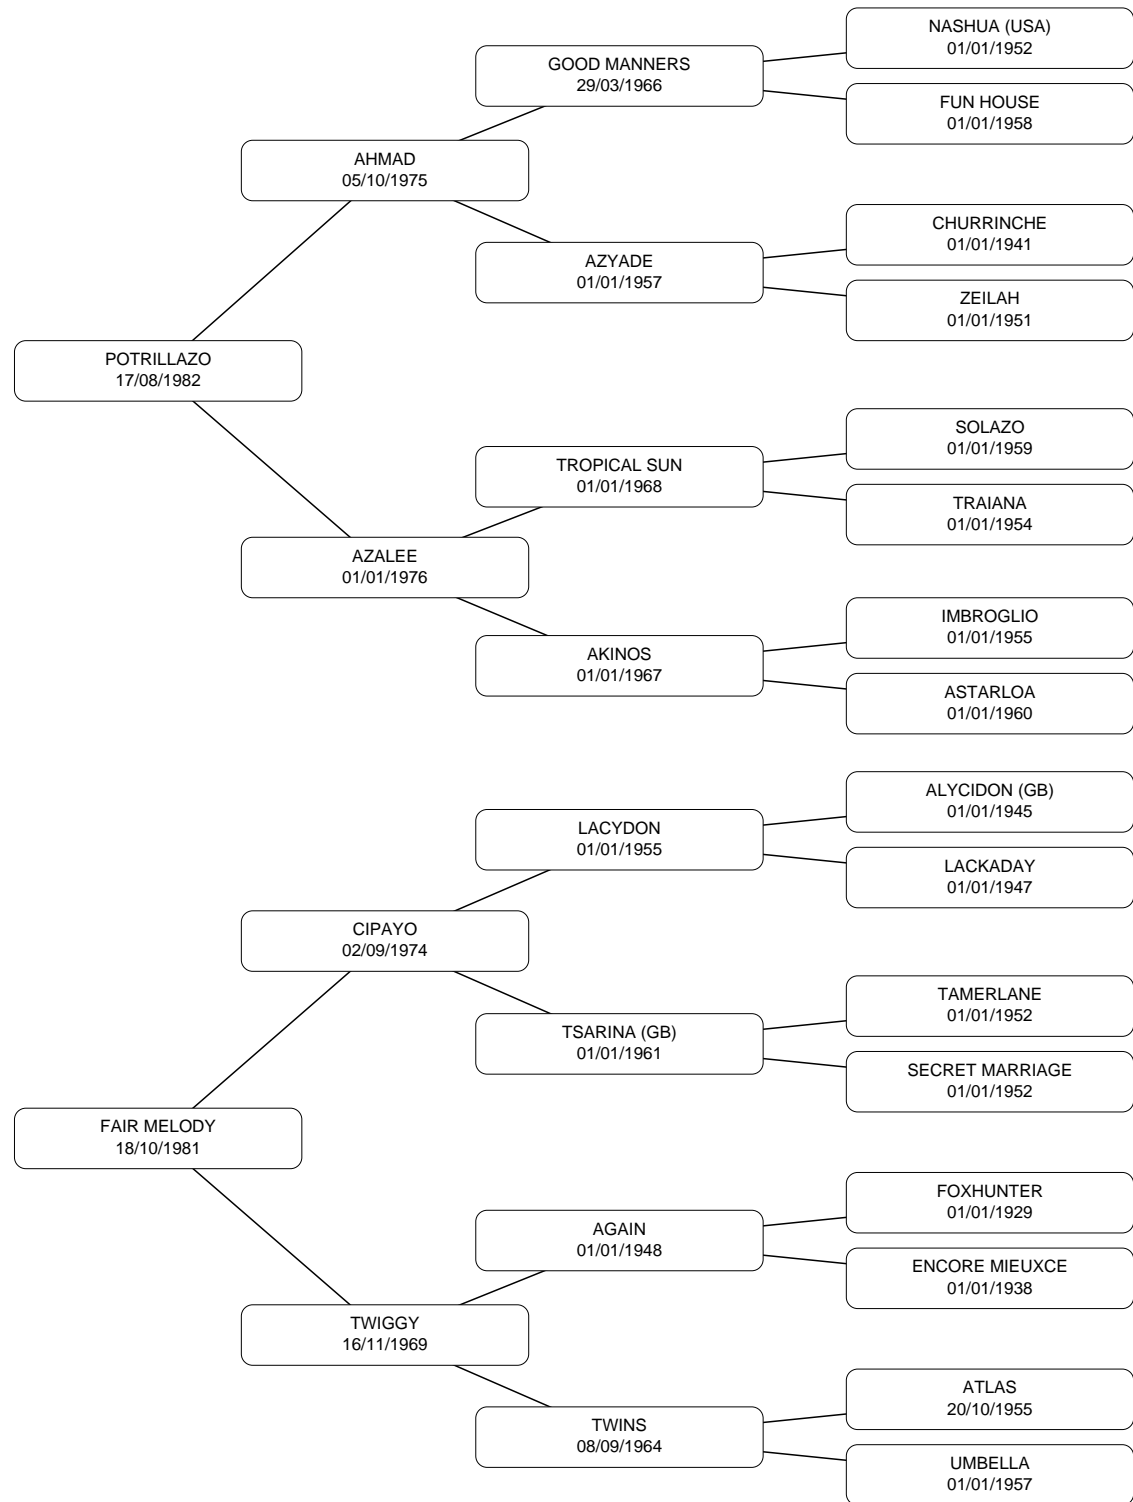 NASHUA (USA)
01/01/1952
GOOD MANNERS
29/03/1966
FUN HOUSE
01/01/1958
AHMAD
05/10/1975
CHURRINCHE
01/01/1941
AZYADE
01/01/1957
ZEILAH
01/01/1951
POTRILLAZO
17/08/1982
SOLAZO
01/01/1959
TROPICAL SUN
01/01/1968
TRAIANA
01/01/1954
AZALEE
01/01/1976
IMBROGLIO
01/01/1955
AKINOS
01/01/1967
ASTARLOA
01/01/1960
ALYCIDON (GB)
01/01/1945
LACYDON
01/01/1955
LACKADAY
01/01/1947
CIPAYO
02/09/1974
TAMERLANE
01/01/1952
TSARINA (GB)
01/01/1961
SECRET MARRIAGE
01/01/1952
FAIR MELODY
18/10/1981
FOXHUNTER
01/01/1929
AGAIN
01/01/1948
ENCORE MIEUXCE
01/01/1938
TWIGGY
16/11/1969
ATLAS
20/10/1955
TWINS
08/09/1964
UMBELLA
01/01/1957